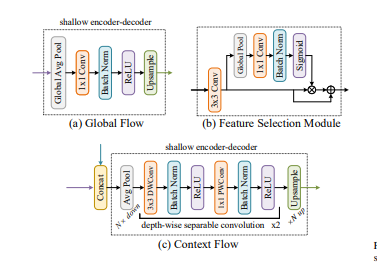 shallow encoder-decoder
Global Avg Pool
1x1 Conv
Batch Norm
ReLU
Upsample
(a) Global Flow
3x3 Conv
Global Pool
1x1 Conv
Batch Norm
Sigmoid
(b) Feature Selection Module
shallow encoder-decoder
Concat
Avg Pool
N× down
3x3 DWConv
Batch Norm
ReLU
1x1 PWConv
Batch Norm
ReLU
Upsample
×N up
depth-wise separable convolution x2
(c) Context Flow
F
s